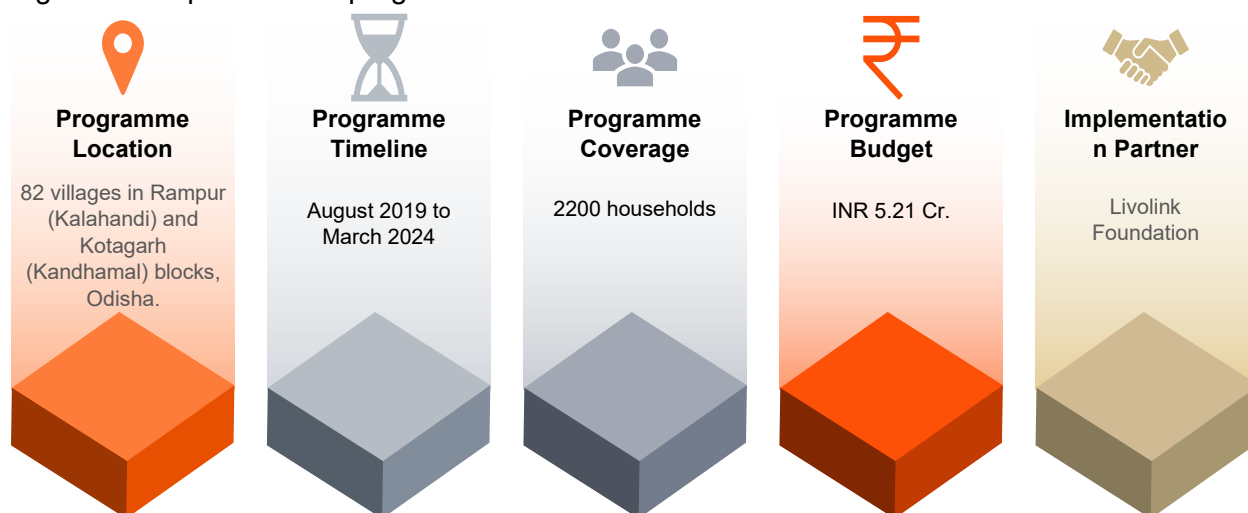 Programme
Location
82 villages in Rampur
(Kalahandi) and
Kotagarh
(Kandhamal) blocks,
Odisha.
Programme
Timeline
August 2019 to
March 2024
Programme
Coverage
2200 households
Programme
Budget
INR 5.21 Cr.
Implementatio
n Partner
Livolink
Foundation